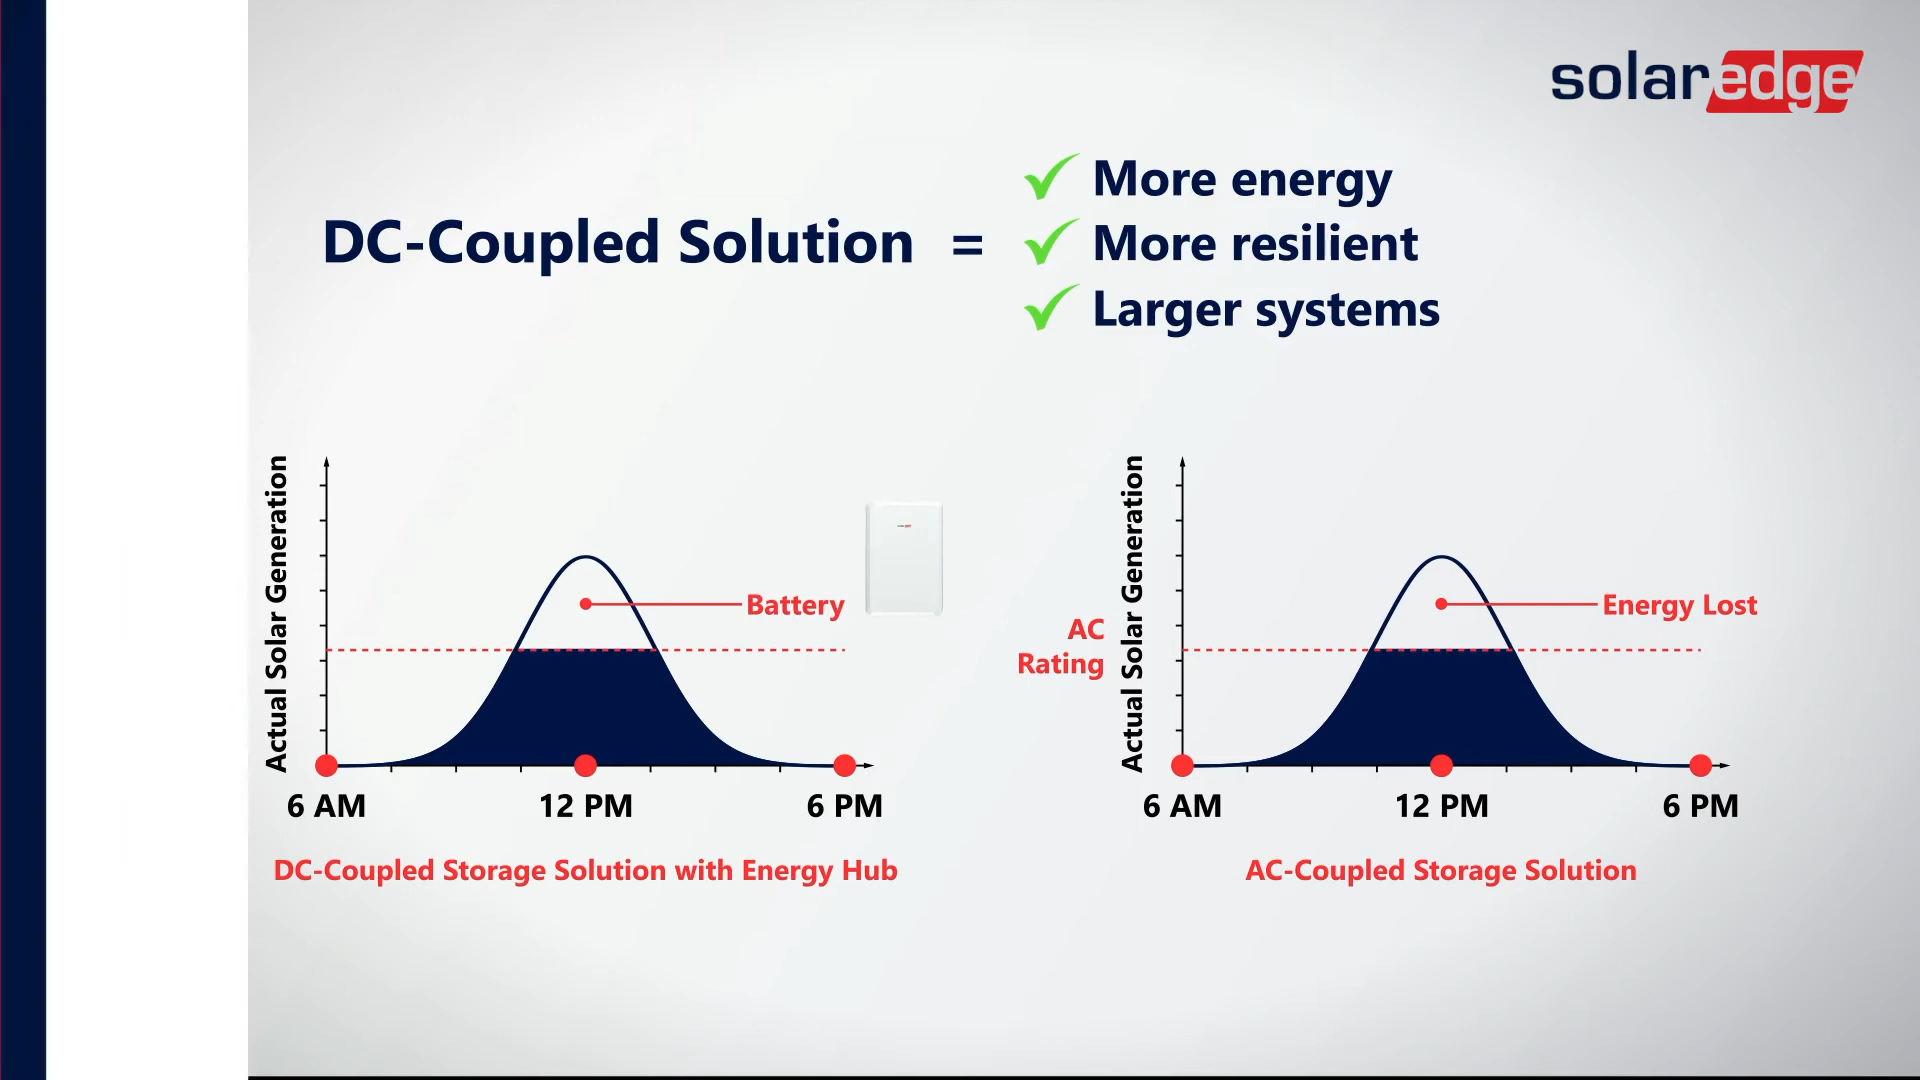 solaredge
More energy
DC-Coupled Solution =
More resilient
Larger systems
Actual Solar Generation
Battery
6 AM
12 PM
6 PM
DC-Coupled Storage Solution with Energy Hub
AC
Rating
Actual Solar Generation
Energy Lost
6 AM
12 PM
6 PM
AC-Coupled Storage Solution